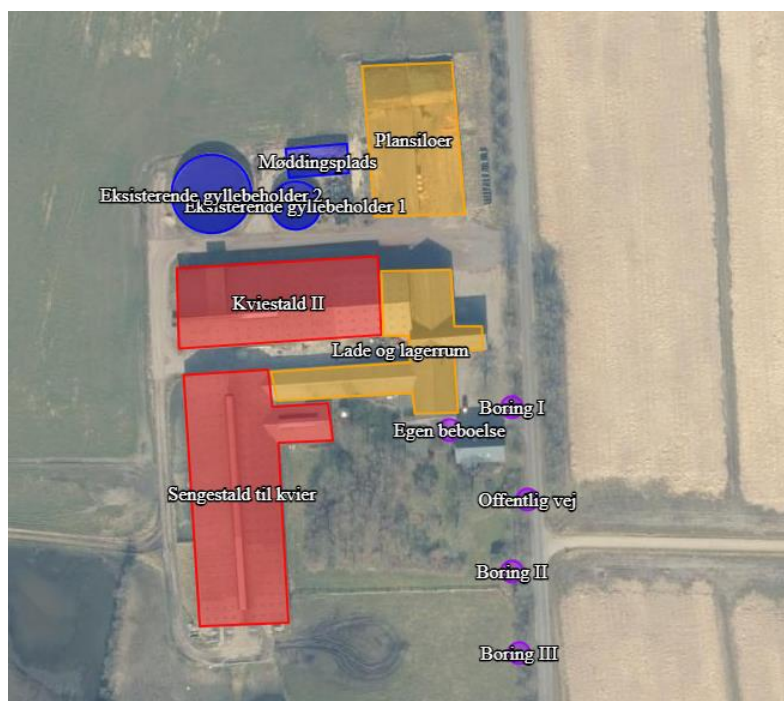 Plansiloer
Møddingsplads
Eksisterende gyllebeholder 2
Eksisterende gyllebeholder 1
Kviestald II
Lade og lagerrum
Boring I
Egen beboelse
Sengestald til kvier
Offentlig vej
Boring II
Boring III